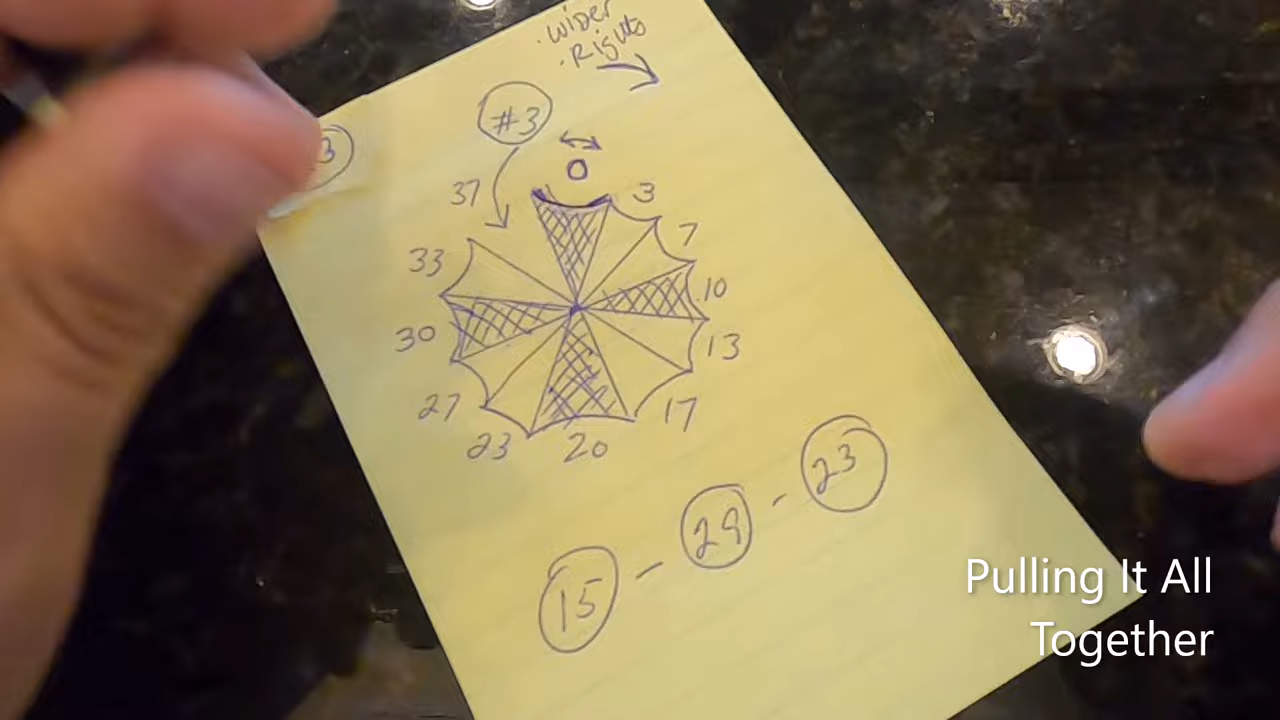 . wider
. Rights
#3
3
0
37
3
33
7
30
10
27
13
23
20
17
15 - 29 - 23
Pulling It All
Together